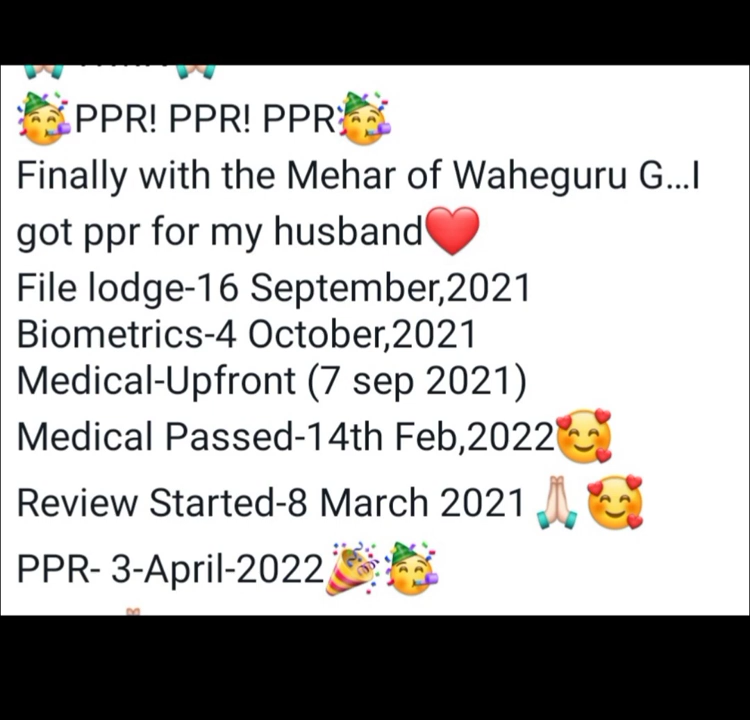 🥳PPR! PPR! PPR🥳
Finally with the Mehar of Waheguru G...I
got ppr for my husband❤️
File lodge-16 September,2021
Biometrics-4 October,2021
Medical-Upfront (7 sep 2021)
Medical Passed-14th Feb,2022🥰
Review Started-8 March 2021🙏🏻🥰
PPR- 3-April-2022🎉🥳